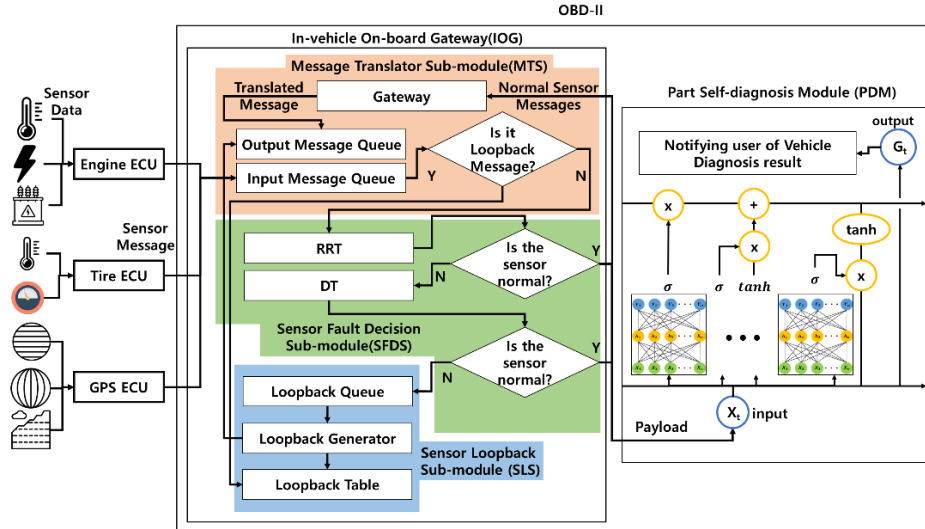 OBD-II
In-vehicle On-board Gateway(IOG)
Message Translator Sub-module(MTS)
Translated
Message
Gateway
Normal Sensor
Messages
Sensor
Data
Output Message Queue
Input Message Queue
Is it
Loopback
Message?
Y
N
Engine ECU
Sensor
Message
Tire ECU
GPS ECU
RRT
Is the
sensor
normal?
Y
N
DT
Sensor Fault Decision
Sub-module(SFDS)
Is the
sensor
normal?
Y
N
Loopback Queue
Loopback Generator
Loopback Table
Sensor Loopback
Sub-module (SLS)
Payload
Part Self-diagnosis Module (PDM)
output
Notifying user of Vehicle
Diagnosis result
Gt
x
+
x
tanh
x
σ
σ
tanh
σ
Xt
input